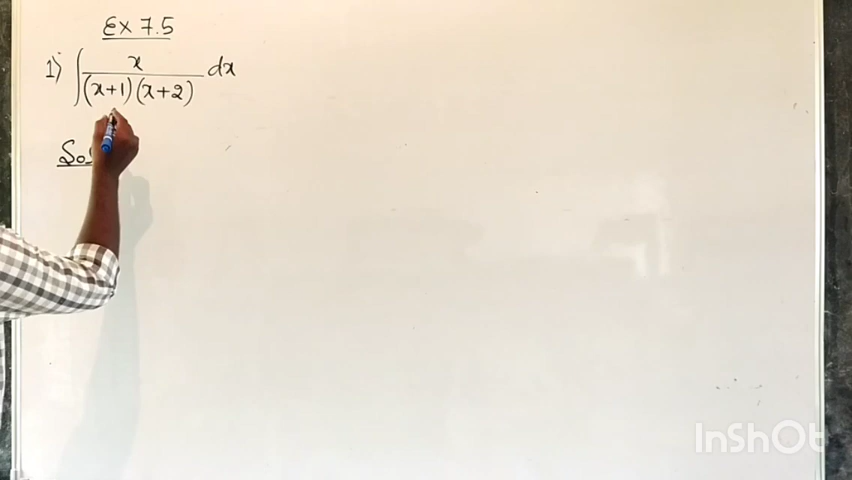 Ex 7.5
1) ∫ x / (x+1)(x+2) dx
InShOt